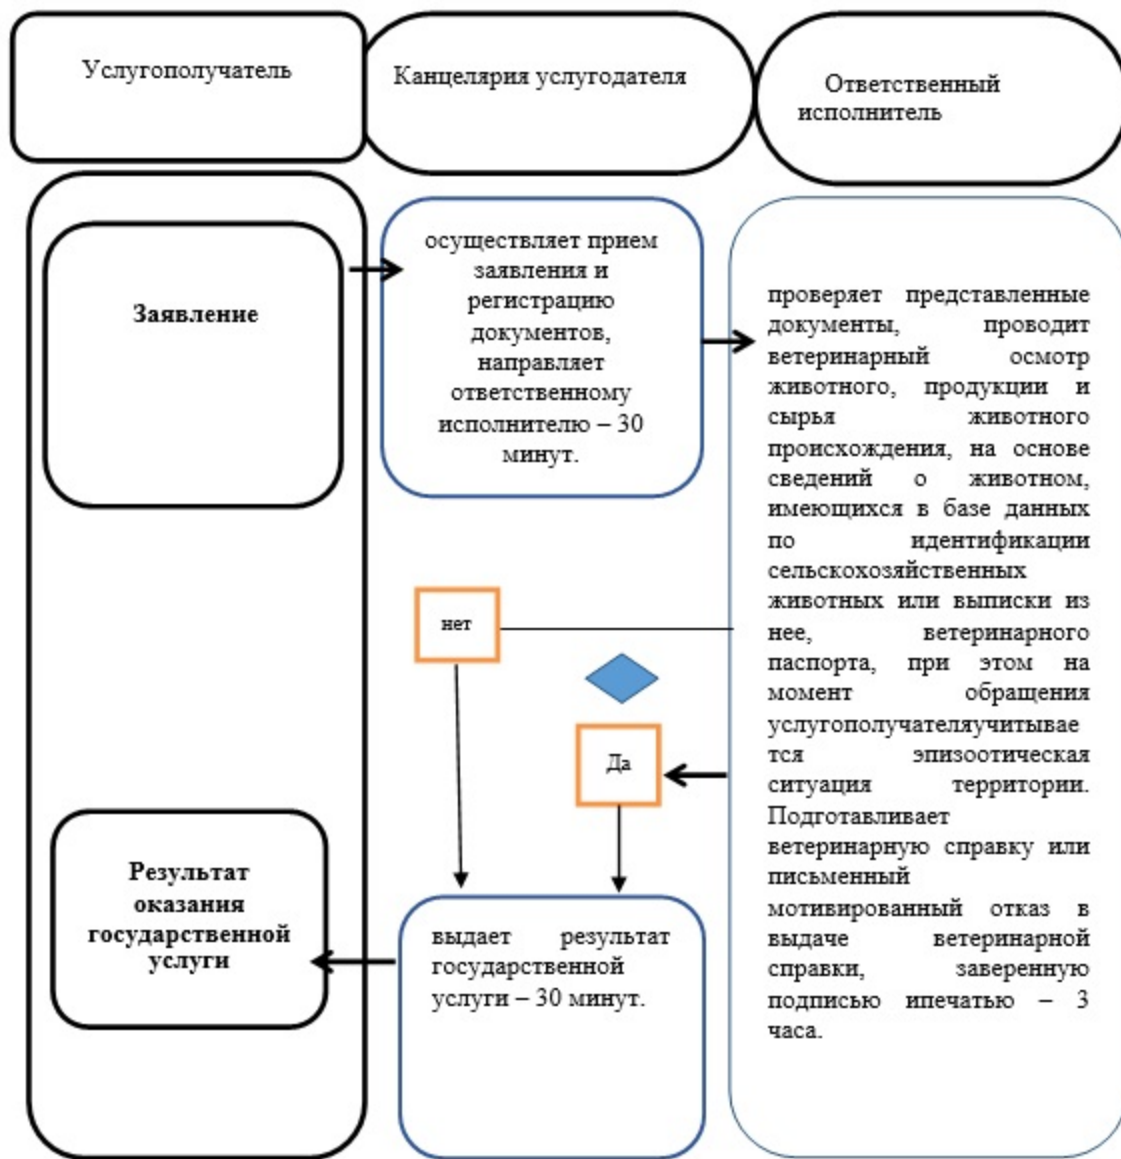 Услугополучатель
Канцелярия услугодателя
Ответственный
исполнитель
Заявление
осуществляет прием
заявления и
регистрацию
документов,
направляет
ответственному
исполнителю – 30
минут.
проверяет представленные
документы, проводит
ветеринарный осмотр
животного, продукции и
сырья животного
происхождения, на основе
сведений о животном,
имеющихся в базе данных
по идентификации
сельскохозяйственных
животных или выписки из
нее, ветеринарного
паспорта, при этом на
момент обращения
услугополучателяучитывае
тся эпизоотическая
ситуация территории.
Подготавливает
ветеринарную справку или
письменный
мотивированный отказ в
выдаче ветеринарной
справки, заверенную
подписью ипечатью – 3
часа.
нет
Да
Результат
оказания
государственной
услуги
выдает результат
государственной
услуги – 30 минут.